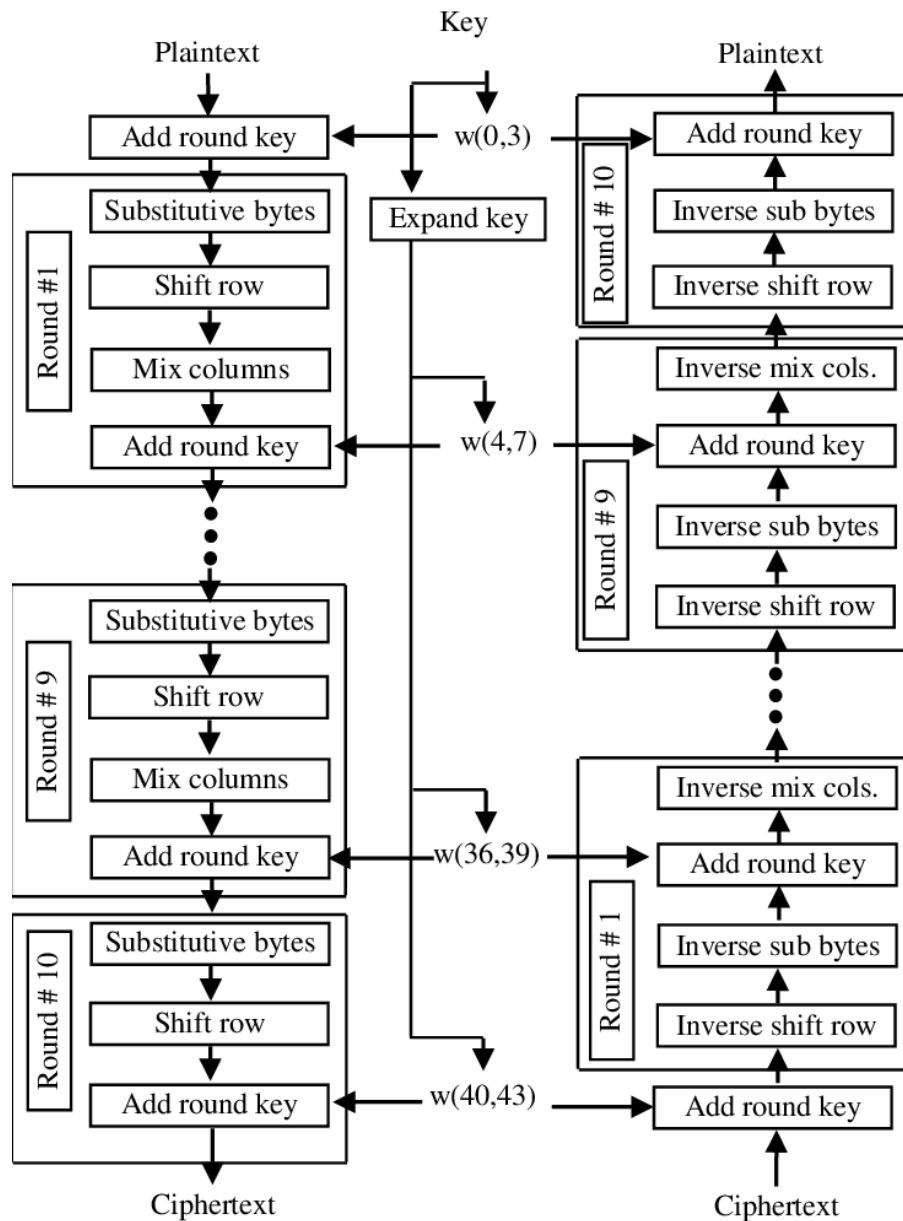 Plaintext
Add round key
Round #1
Substitutive bytes
Shift row
Mix columns
Add round key
Round # 9
Substitutive bytes
Shift row
Mix columns
Add round key
Round # 10
Substitutive bytes
Shift row
Add round key
Ciphertext
Key
w(0,3)
Expand key
w(4,7)
w(36,39)
w(40,43)
Plaintext
Round # 10
Add round key
Inverse sub bytes
Inverse shift row
Round # 9
Inverse mix cols.
Add round key
Inverse sub bytes
Inverse shift row
Round # 1
Inverse mix cols.
Add round key
Inverse sub bytes
Inverse shift row
Add round key
Ciphertext